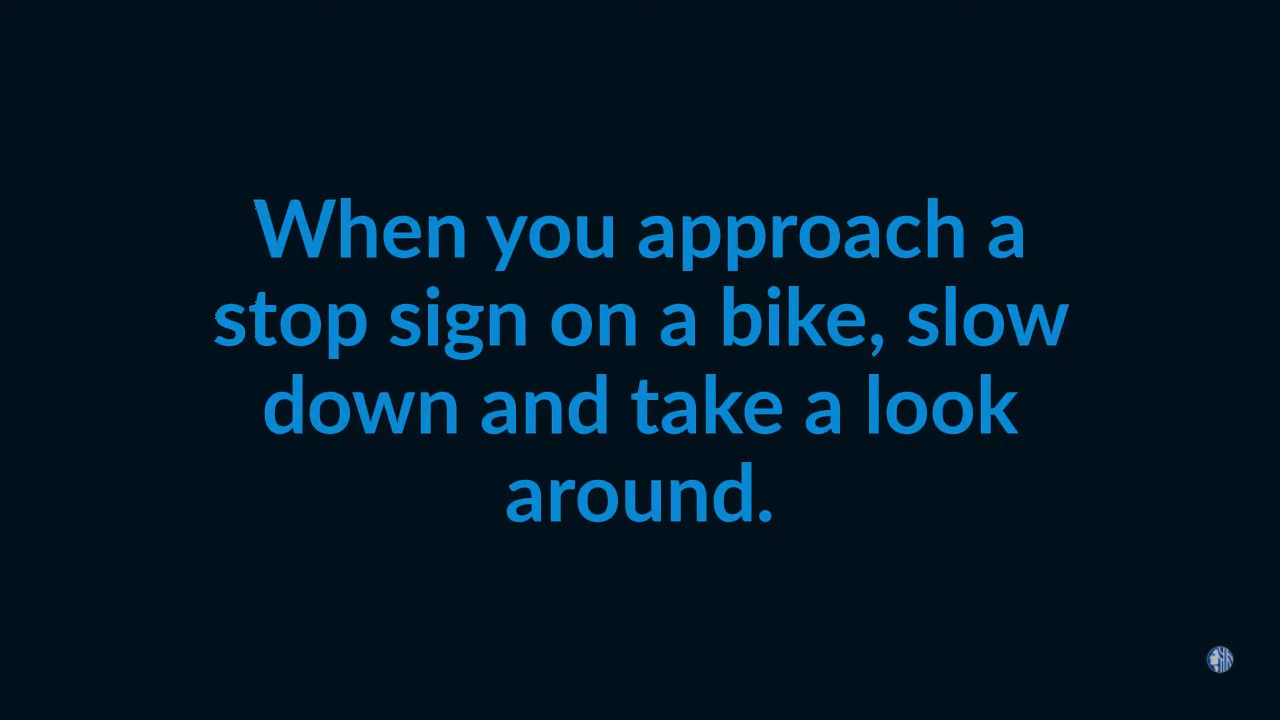 When you approach a
stop sign on a bike, slow
down and take a look
around.